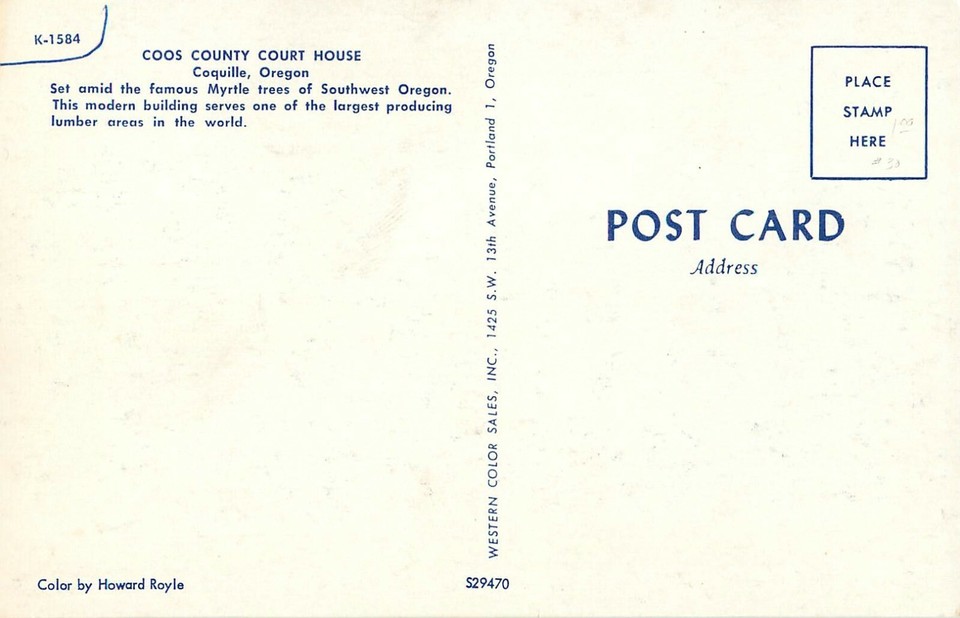 K-1584
COOS COUNTY COURT HOUSE
Coquille, Oregon
Set amid the famous Myrtle trees of Southwest Oregon.
This modern building serves one of the largest producing
lumber areas in the world.
Color by Howard Royle
WESTERN COLOR SALES, INC., 1425 S.W. 13th Avenue, Portland 1, Oregon
S29470
PLACE
STAMP
HERE
1.00
POST CARD
Address